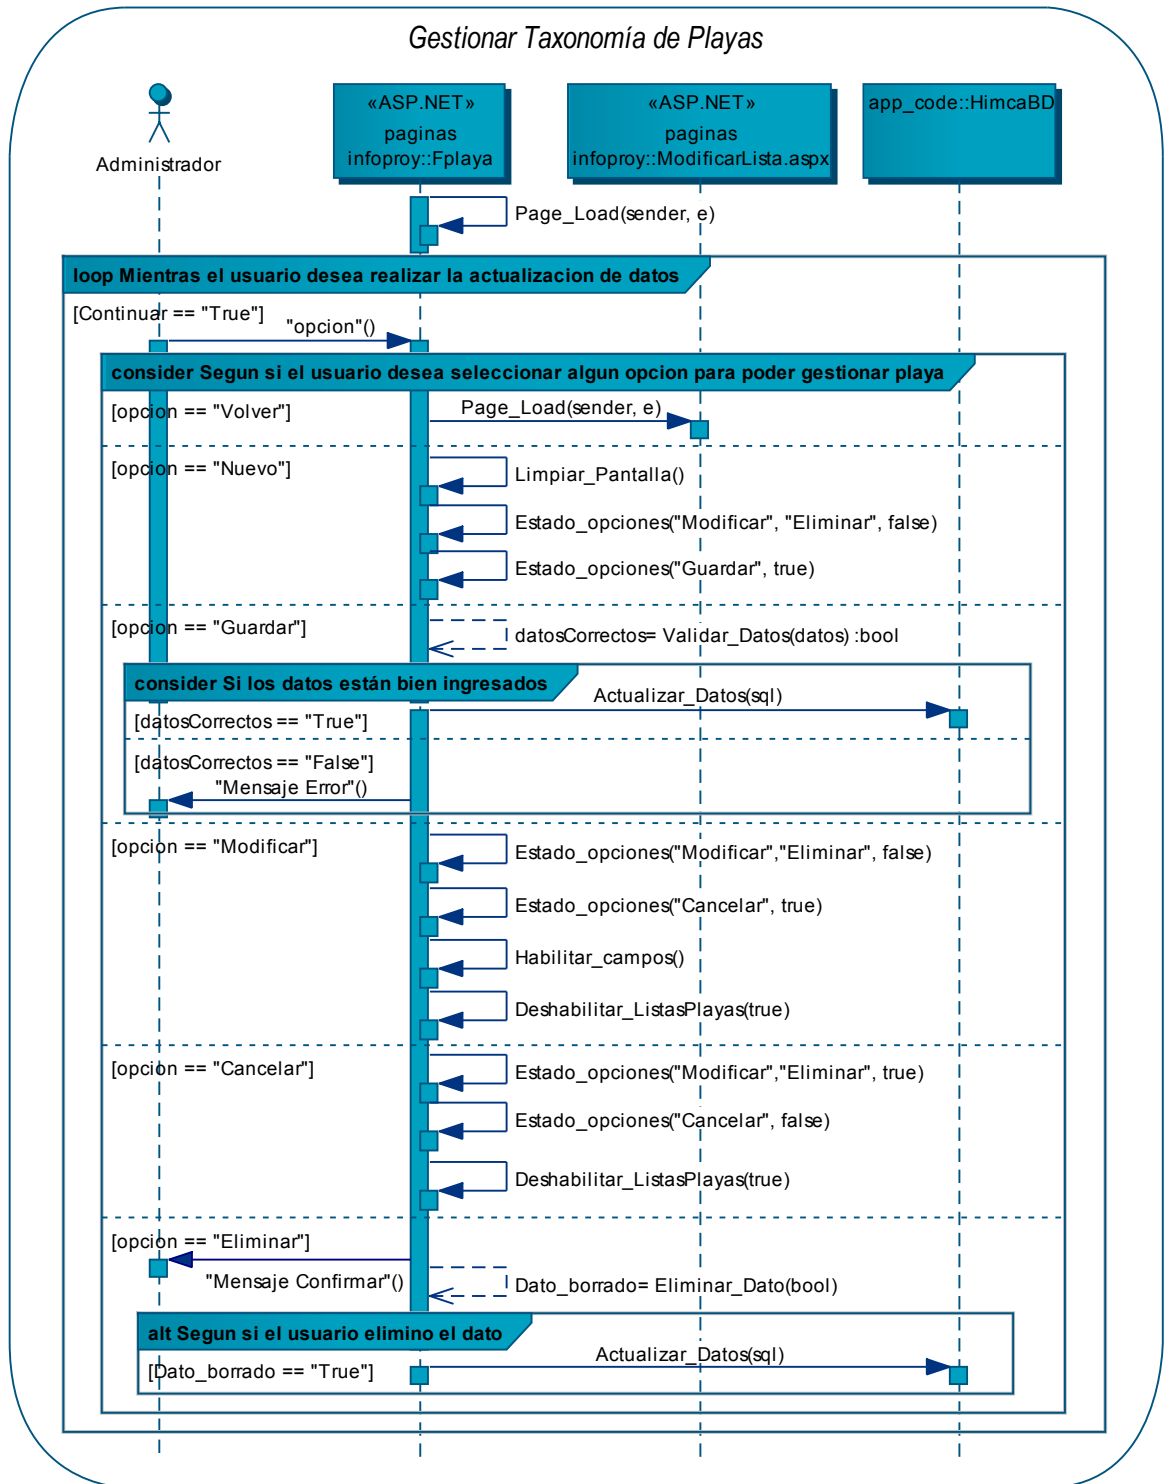 Gestionar Taxonomía de Playas
Administrador
«ASP.NET»
paginas
infoproy::Fplaya
«ASP.NET»
paginas
infoproy::ModificarLista.aspx
app_code::HimcaBD
Page_Load(sender, e)
loop Mientras el usuario desea realizar la actualizacion de datos
[Continuar == "True"]
"opcion"()
consider Segun si el usuario desea seleccionar algun opcion para poder gestionar playa
[opcion == "Volver"]
Page_Load(sender, e)
[opcion == "Nuevo"]
Limpiar_Pantalla()
Estado_opciones("Modificar", "Eliminar", false)
Estado_opciones("Guardar", true)
[opcion == "Guardar"]
datosCorrectos= Validar_Datos(datos) :bool
consider Si los datos están bien ingresados
Actualizar_Datos(sql)
[datosCorrectos == "True"]
[datosCorrectos == "False"]
"Mensaje Error"()
[opcion == "Modificar"]
Estado_opciones("Modificar","Eliminar", false)
Estado_opciones("Cancelar", true)
Habilitar_campos()
Deshabilitar_ListasPlayas(true)
[opcion == "Cancelar"]
Estado_opciones("Modificar","Eliminar", true)
Estado_opciones("Cancelar", false)
Deshabilitar_ListasPlayas(true)
[opcion == "Eliminar"]
"Mensaje Confirmar"()
Dato_borrado= Eliminar_Dato(bool)
alt Segun si el usuario elimino el dato
Actualizar_Datos(sql)
[Dato_borrado == "True"]